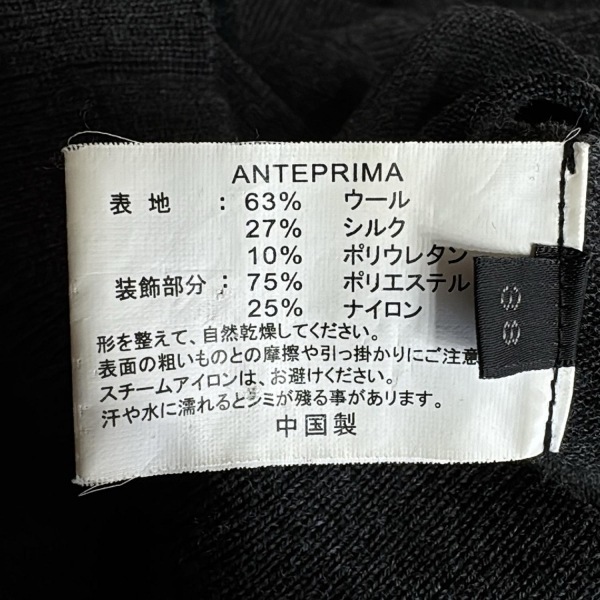 ANTEPRIMA
表 地 : 63% ウール
27% シルク
10% ポリウレタン
装飾部分 : 75% ポリエステル
25% ナイロン
形を整えて、自然乾燥してください。
表面の粗いものとの摩擦や引っ掛かりにご注意
スチームアイロンは、お避けください。
汗や水に濡れるとシミが残る事があります。
中国製